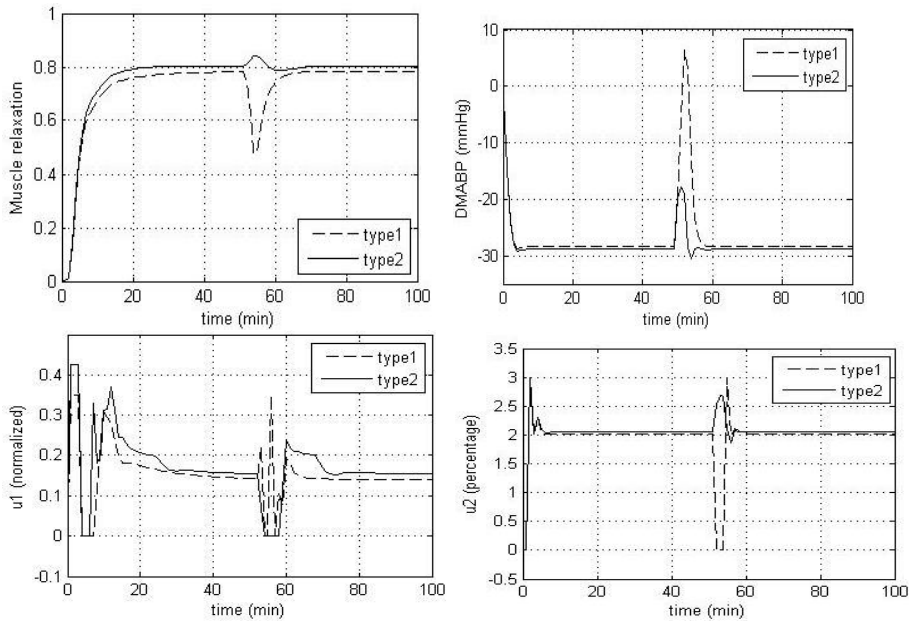 Muscle relaxation
1
0.8
0.6
0.4
0.2
0
0 20 40 60 80 100
time (min)
type1
type2
DMABP (mmHg)
10
0
-10
-20
-30
0 20 40 60 80 100
time (min)
type1
type2
u1 (normalized)
0.4
0.3
0.2
0.1
0
-0.1
0 20 40 60 80 100
time (min)
type1
type2
u2 (percentage)
3.5
3
2.5
2
1.5
1
0.5
0
-0.5
0 20 40 60 80 100
time (min)
type1
type2